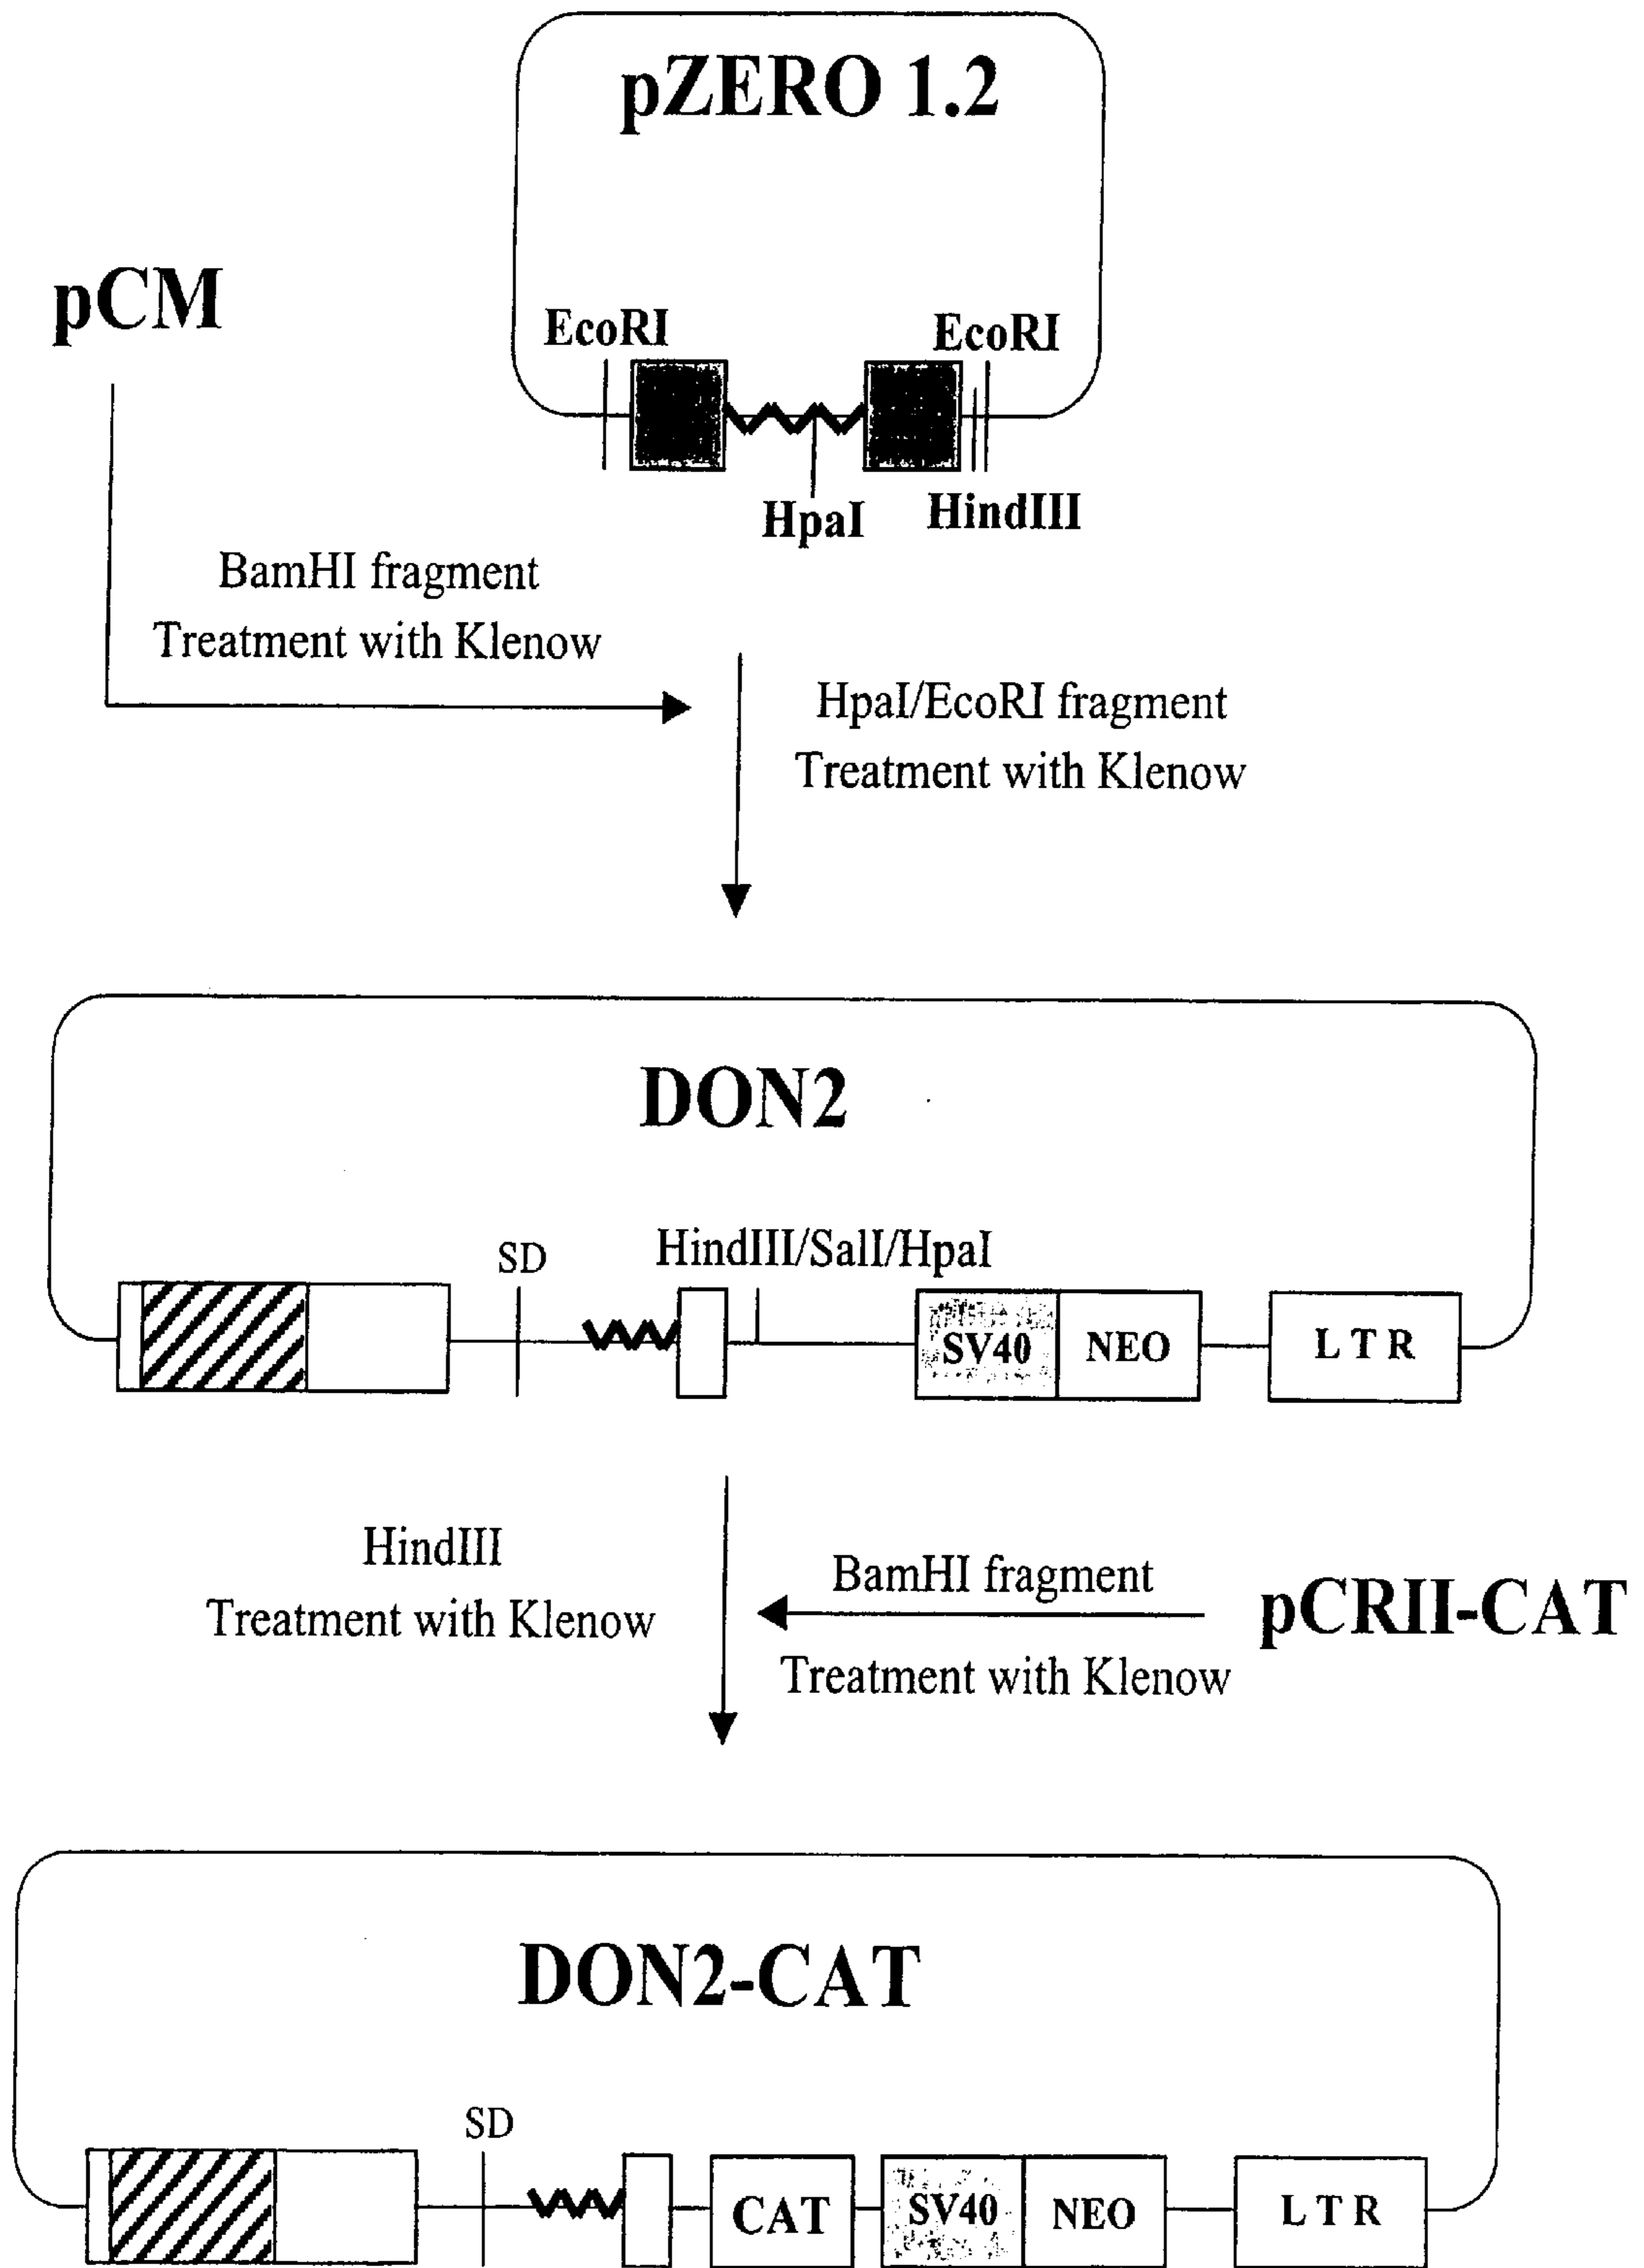 pZERO 1.2
pCM
EcoRI
EcoRI
HpaI
HindIII
BamHI fragment
Treatment with Klenow
HpaI/EcoRI fragment
Treatment with Klenow
DON2
SD
HindIII/SalI/HpaI
SV40
NEO
LTR
HindIII
Treatment with Klenow
BamHI fragment
Treatment with Klenow
pCRII-CAT
DON2-CAT
SD
CAT
SV40
NEO
LTR